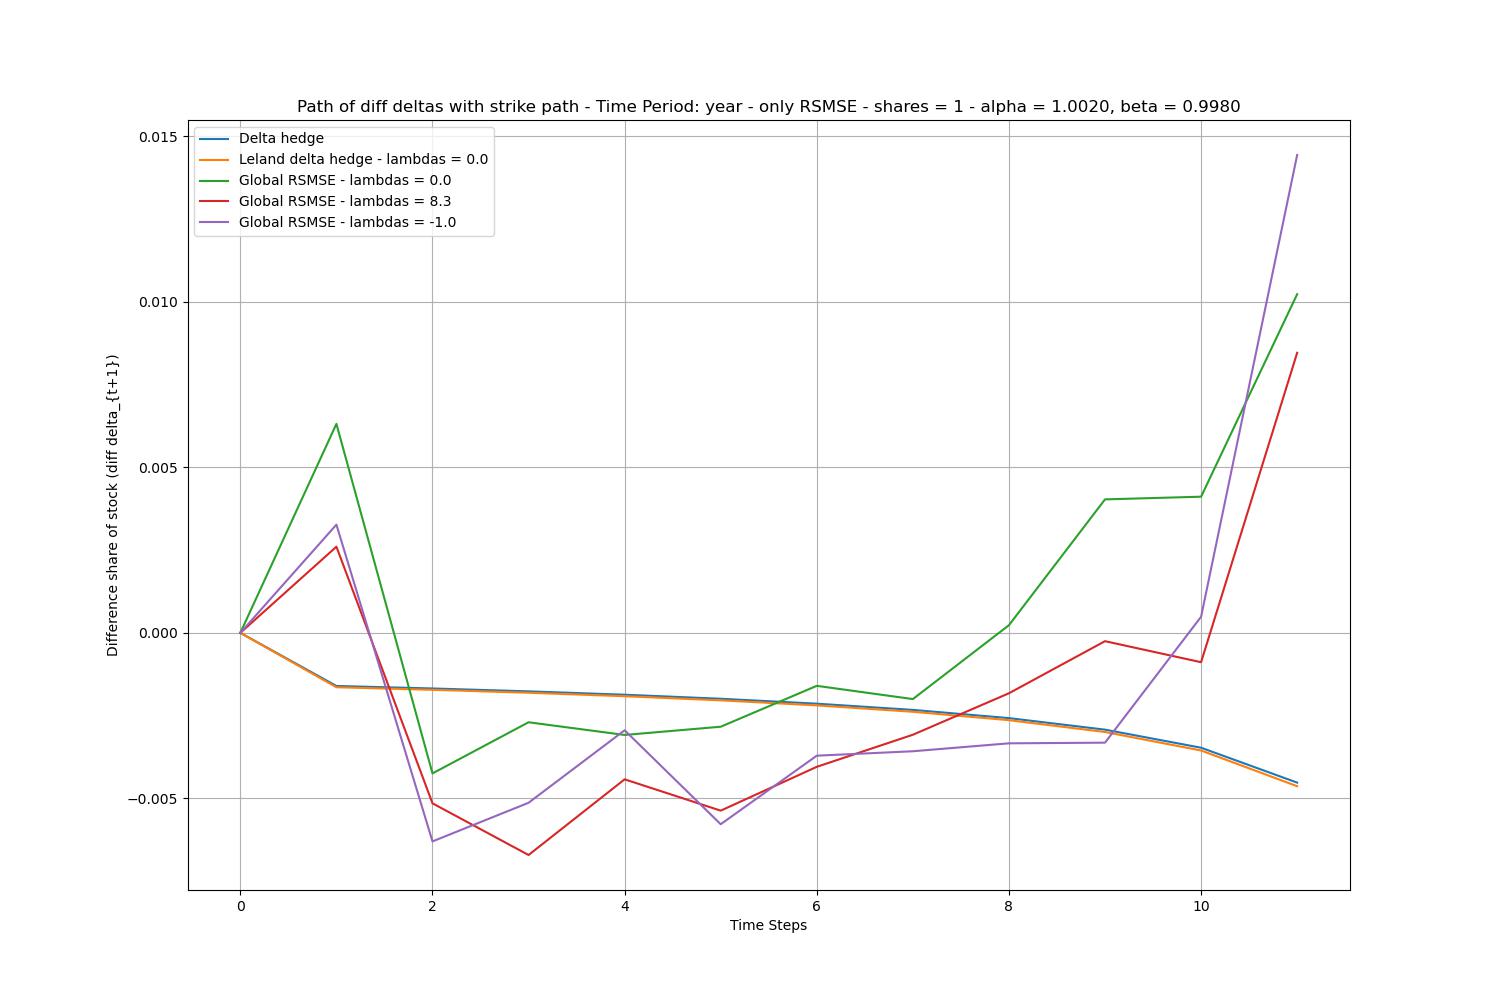 Path of diff deltas with strike path - Time Period: year - only RSMSE - shares = 1 - alpha = 1.0020, beta = 0.9980
Delta hedge
Leland delta hedge - lambdas = 0.0
Global RSMSE - lambdas = 0.0
Global RSMSE - lambdas = 8.3
Global RSMSE - lambdas = -1.0
Difference share of stock (diff delta_{t+1})
0.015
0.010
0.005
0.000
−0.005
0 2 4 6 8 10
Time Steps